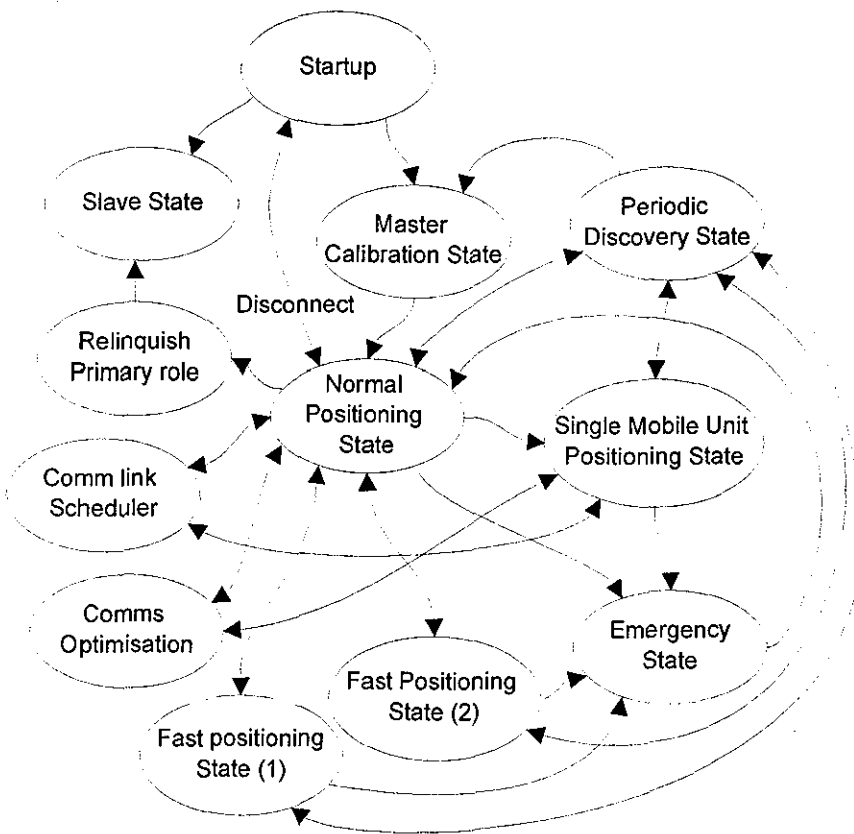 Startup
Slave State
Master
Calibration State
Periodic
Discovery State
Disconnect
Relinquish
Primary role
Normal
Positioning
State
Single Mobile Unit
Positioning State
Comm link
Scheduler
Comms
Optimisation
Emergency
State
Fast Positioning
State (2)
Fast positioning
State (1)